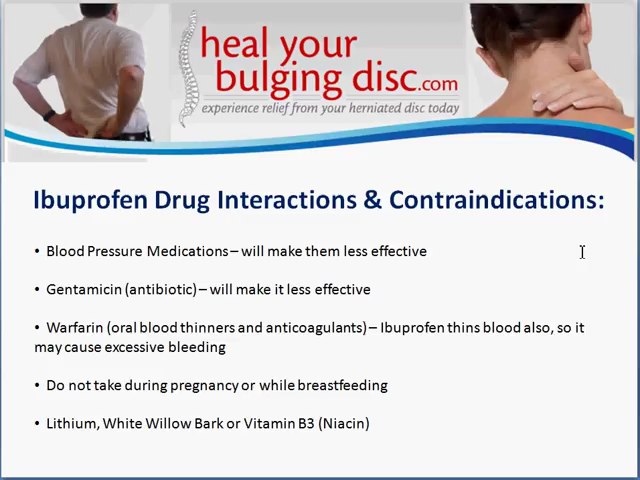 heal your
bulging disc.com
experience relief from your herniated disc today
Ibuprofen Drug Interactions & Contraindications:
• Blood Pressure Medications – will make them less effective
• Gentamicin (antibiotic) – will make it less effective
• Warfarin (oral blood thinners and anticoagulants) – Ibuprofen thins blood also, so it
may cause excessive bleeding
• Do not take during pregnancy or while breastfeeding
• Lithium, White Willow Bark or Vitamin B3 (Niacin)